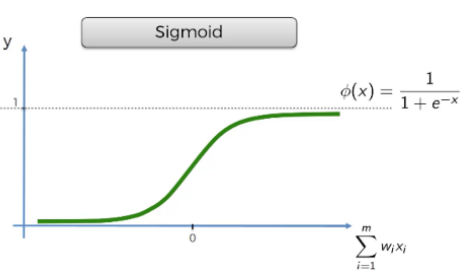 Sigmoid
y
1
ϕ(x) = 1 / (1 + e^{-x})
0
m
∑ w_i x_i
i=1